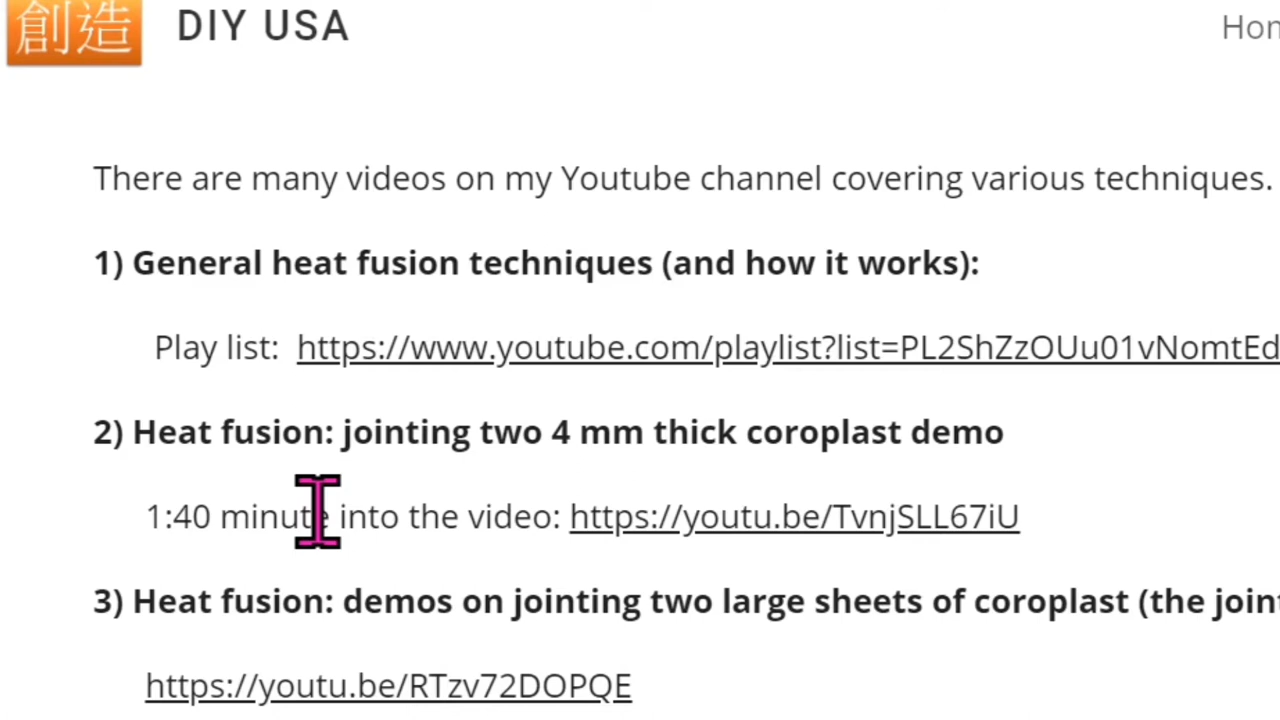 創造 DIY USA Hon
There are many videos on my Youtube channel covering various techniques.
1) General heat fusion techniques (and how it works):
Play list: https://www.youtube.com/playlist?list=PL2ShZzOUu01vNomtEd
2) Heat fusion: jointing two 4 mm thick coroplast demo
1:40 minute into the video: https://youtu.be/TvnjSLL67iU
3) Heat fusion: demos on jointing two large sheets of coroplast (the joint
https://youtu.be/RTzv72DOPQE